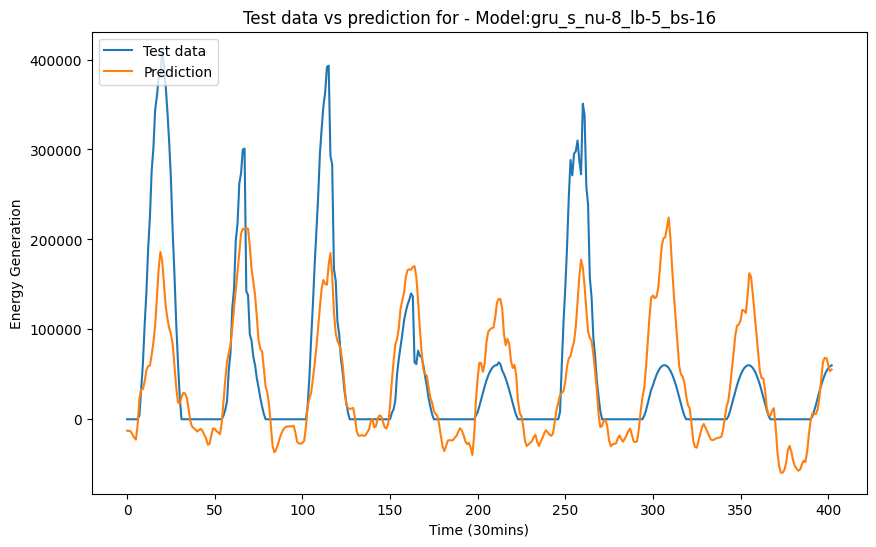 Test data vs prediction for - Model:gru_s_nu-8_lb-5_bs-16
Test data
Prediction
400000
300000
200000
100000
0
Energy Generation
0 50 100 150 200 250 300 350 400
Time (30mins)